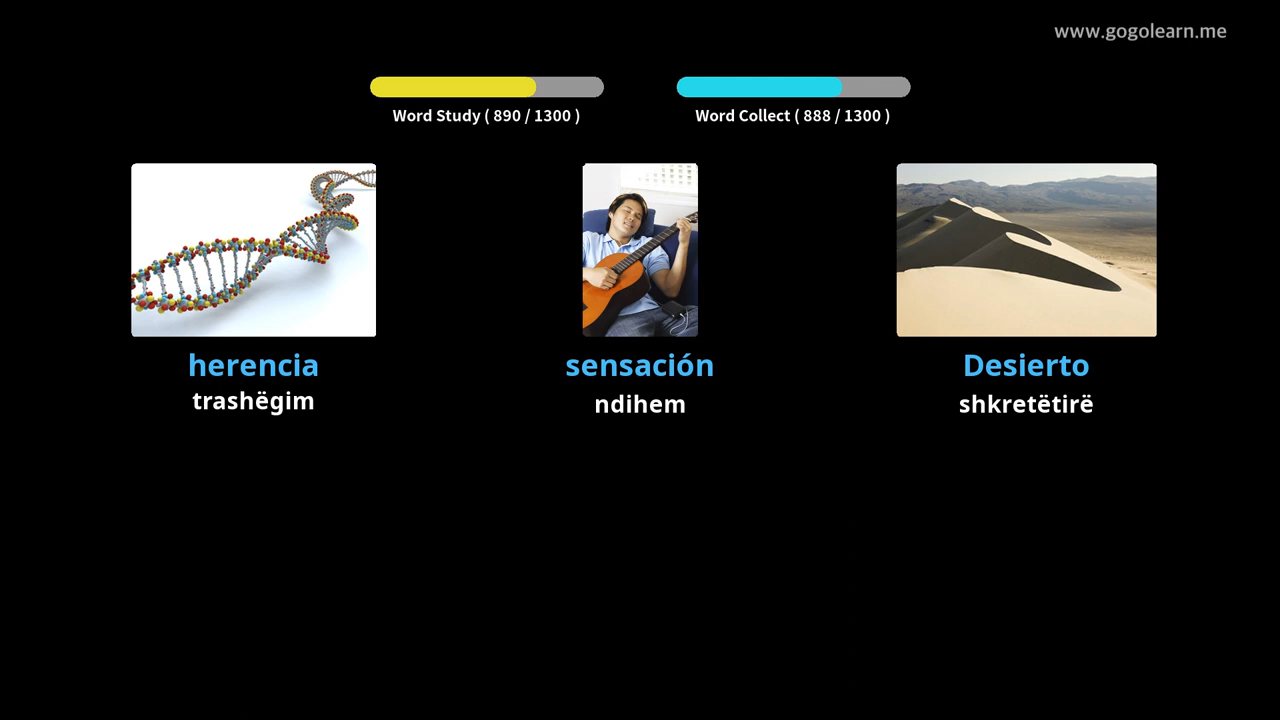 www.gogolearn.me
Word Study ( 890 / 1300 )
Word Collect ( 888 / 1300 )
herencia
trashëgim
sensación
ndihem
Desierto
shkretëtirë